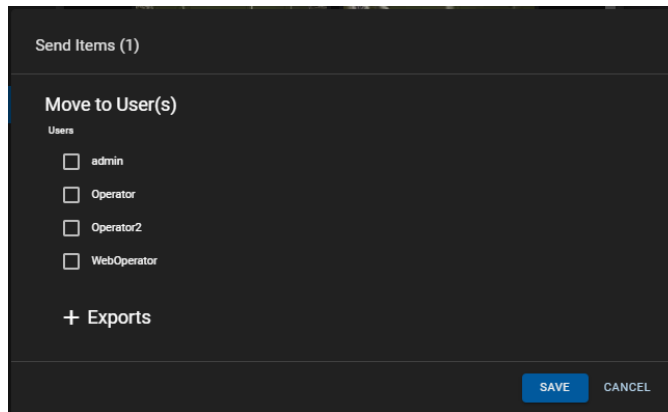 Send Items (1)
Move to User(s)
Users
admin
Operator
Operator2
WebOperator
+ Exports
SAVE CANCEL